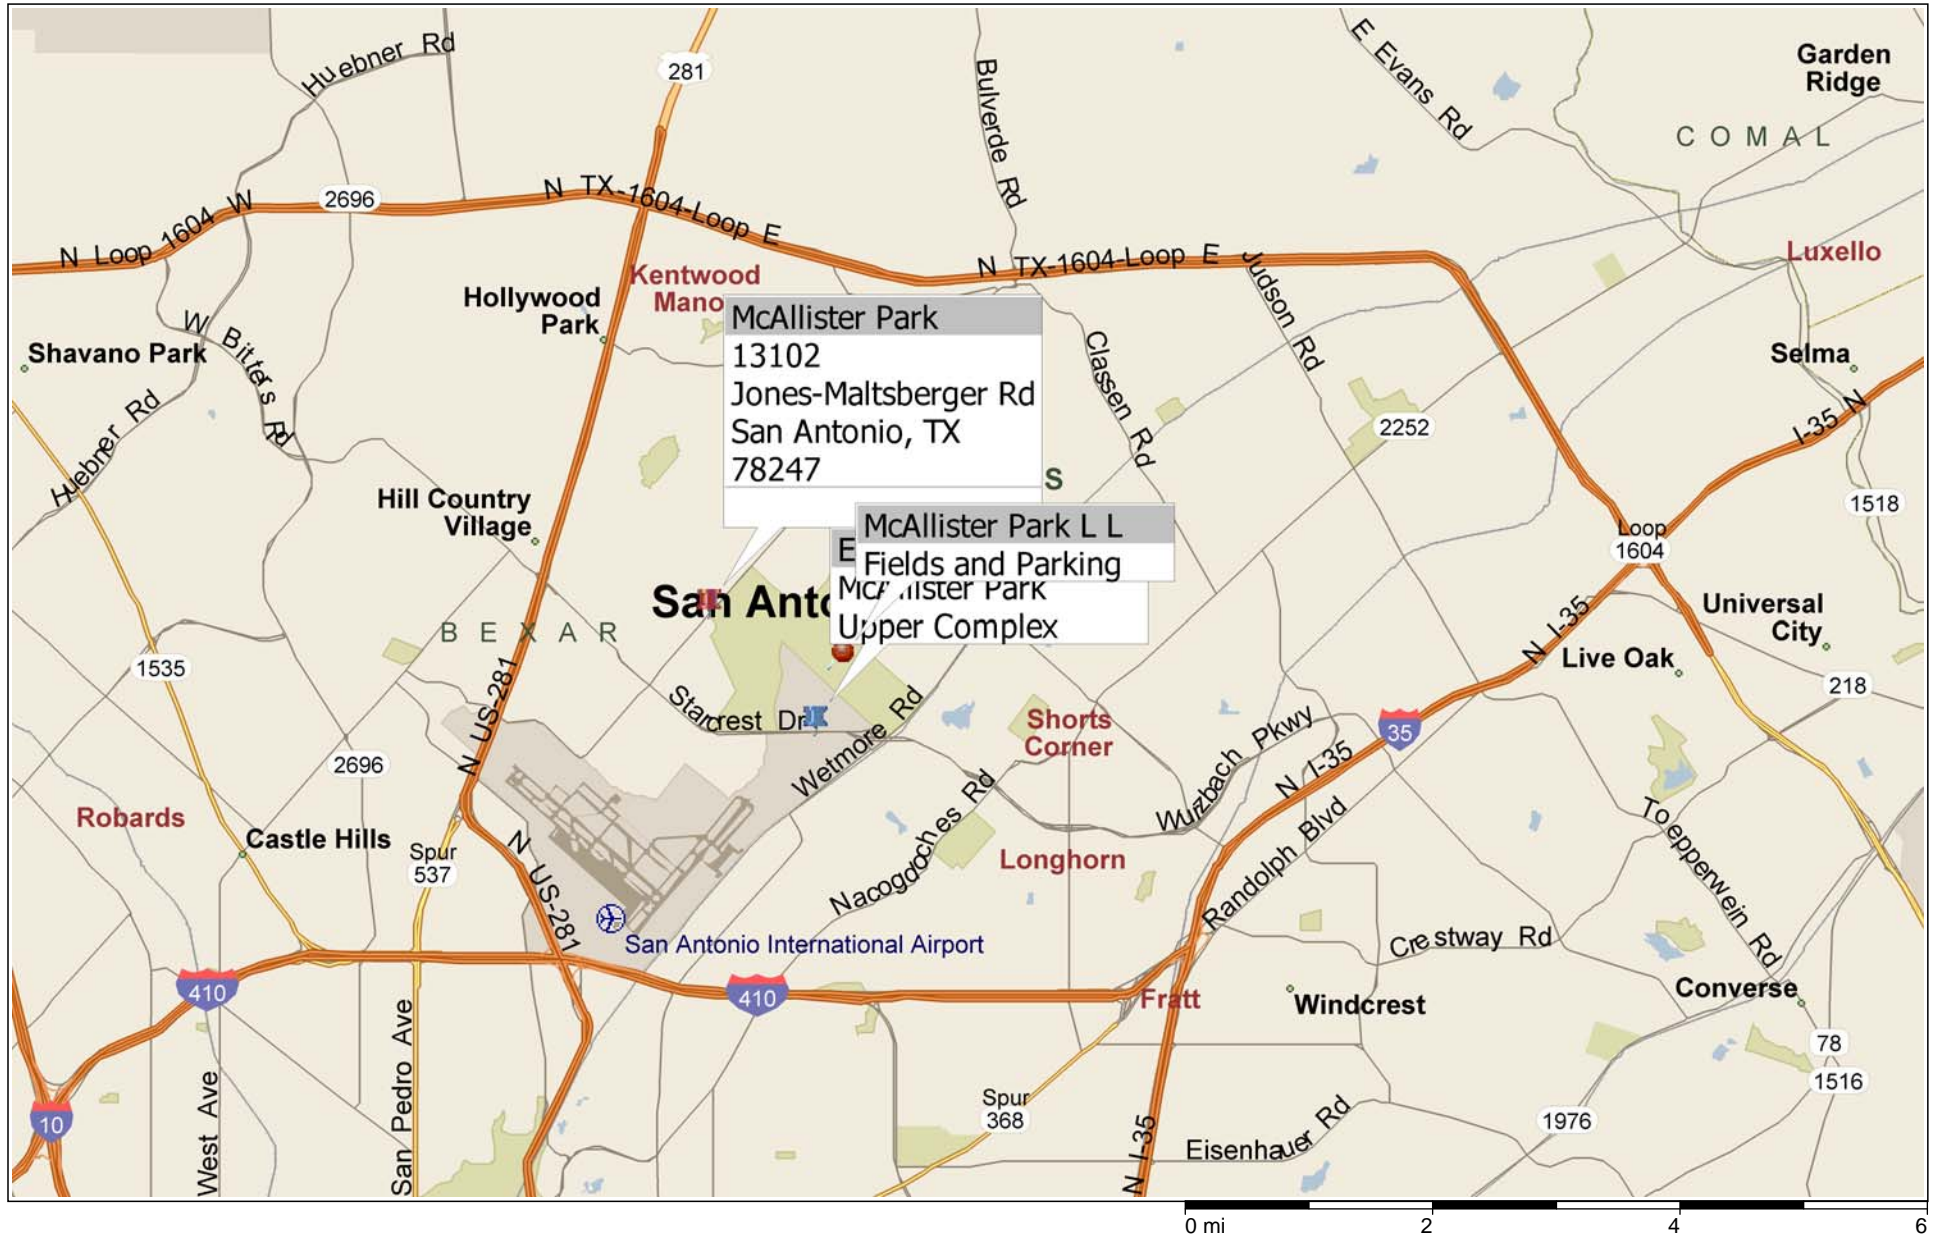 Huebner Rd
281
Bulverde Rd
E Evans Rd
Garden
Ridge
COMAL
N Loop 1604 W
2696
N TX-1604-Loop E
N TX-1604-Loop E
Judson Rd
Luxello
Kentwood
Mano
Hollywood
Park
McAllister Park
13102
Jones-Maltsberger Rd
San Antonio, TX
78247
Shavano Park
W Bitters Rd
Huebner Rd
Classen Rd
Selma
2252
I-35 N
S
1518
Hill Country
Village
McAllister Park L L
Fields and Parking
E
McAllister Park
Upper Complex
Loop
1604
San Anto
BEXAR
Universal
City
N I-35
Live Oak
218
1535
N US-281
Starcrest Dr
Wetmore Rd
Shorts
Corner
Wurzbach Pkwy
35
N I-35
2696
Robards
Castle Hills
Spur
537
N US-281
Nacogdoches Rd
Longhorn
Randolph Blvd
Toepperwein Rd
San Antonio International Airport
Crestway Rd
410
410
Fratt
Windcrest
Converse
78
1516
10
West Ave
San Pedro Ave
Spur
368
N I-35
Eisenhauer Rd
1976
0 mi
2
4
6